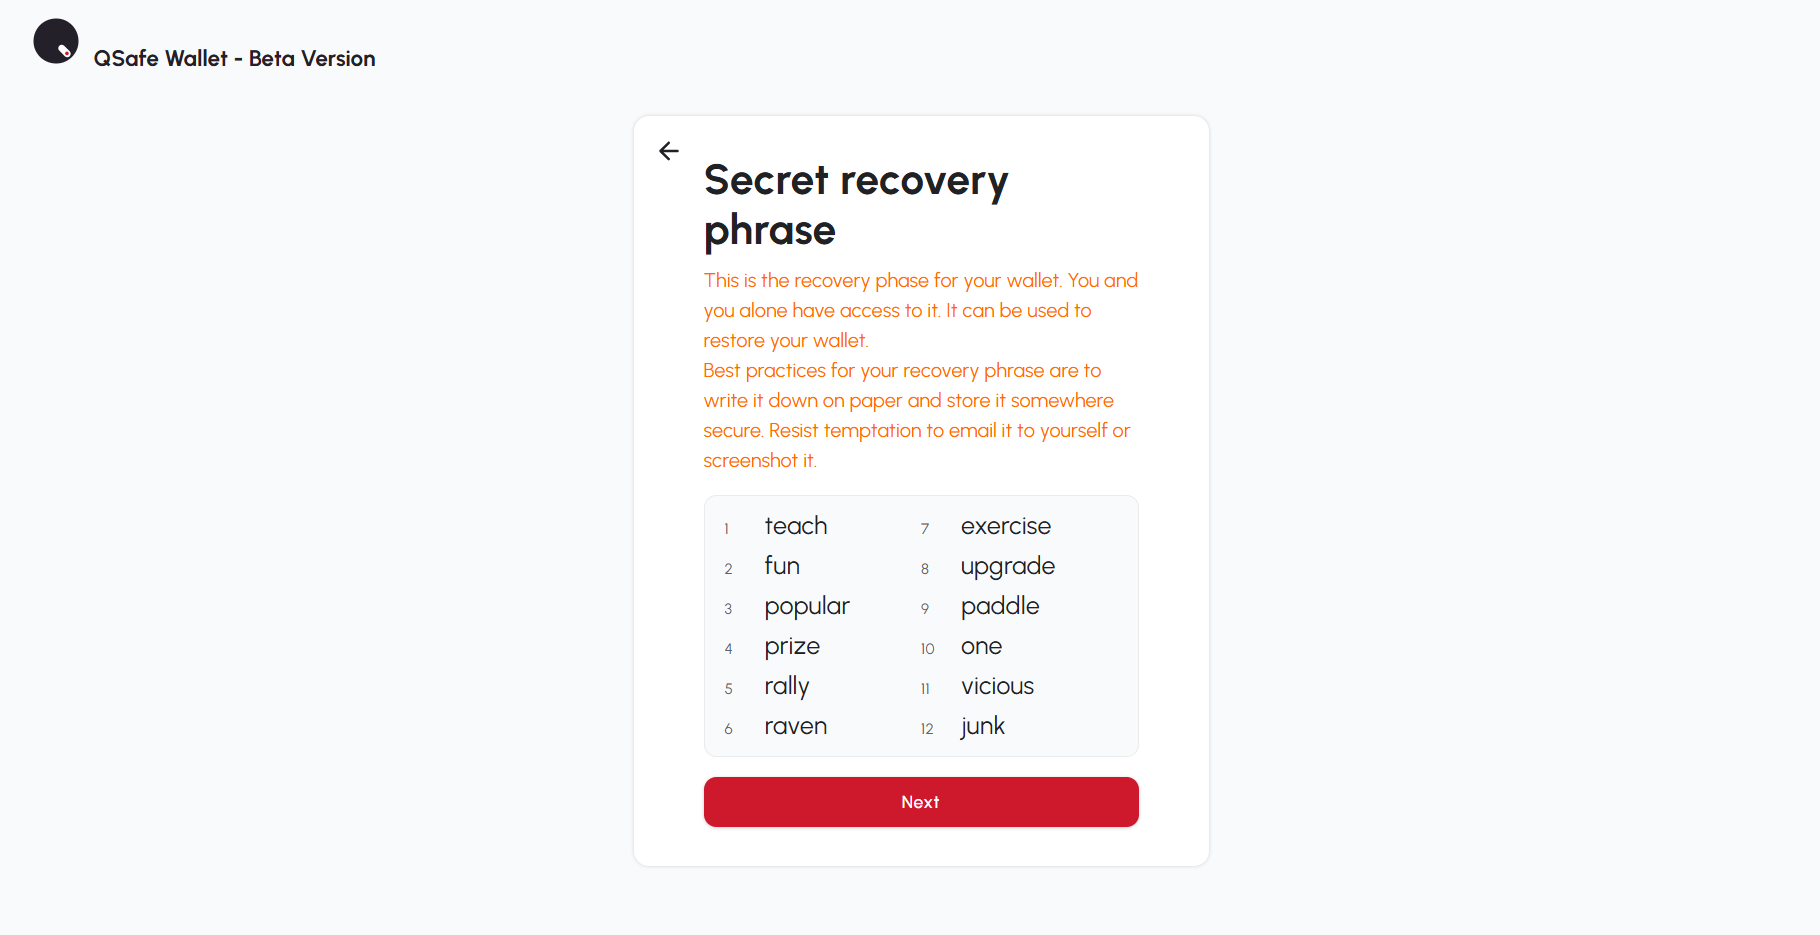 QSafe Wallet - Beta Version
Secret recovery
phrase
This is the recovery phase for your wallet. You and
you alone have access to it. It can be used to
restore your wallet.
Best practices for your recovery phrase are to
write it down on paper and store it somewhere
secure. Resist temptation to email it to yourself or
screenshot it.
1 teach 7 exercise
2 fun 8 upgrade
3 popular 9 paddle
4 prize 10 one
5 rally 11 vicious
6 raven 12 junk
Next